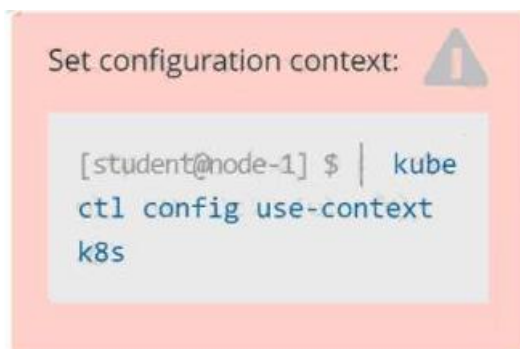 Set configuration context:
[student@node-1] $ | kube
ctl config use-context
k8s